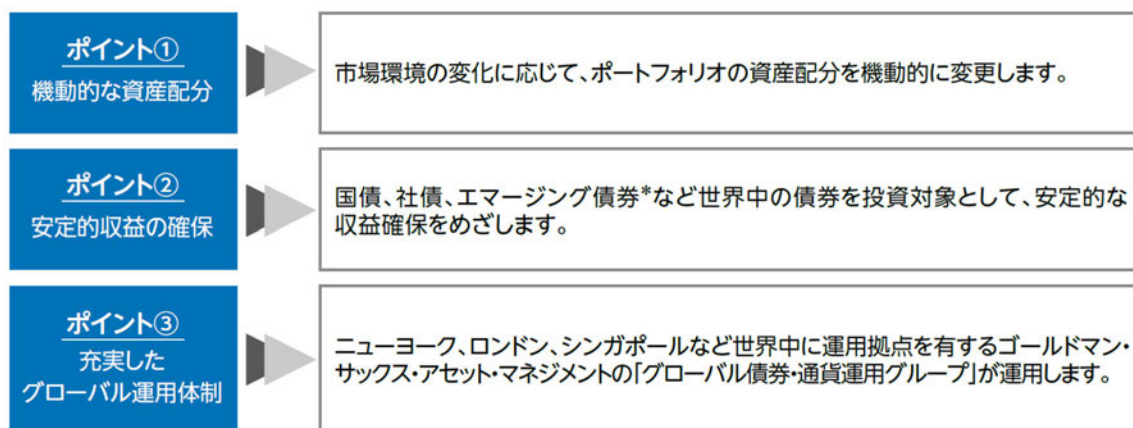 ポイント①
機動的な資産配分
市場環境の変化に応じて、ポートフォリオの資産配分を機動的に変更します。
ポイント②
安定的収益の確保
国債、社債、エマージング債券*など世界中の債券を投資対象として、安定的な
収益確保をめざします。
ポイント③
充実した
グローバル運用体制
ニューヨーク、ロンドン、シンガポールなど世界中に運用拠点を有するゴールドマン・
サックス・アセット・マネジメントの「グローバル債券・通貨運用グループ」が運用します。